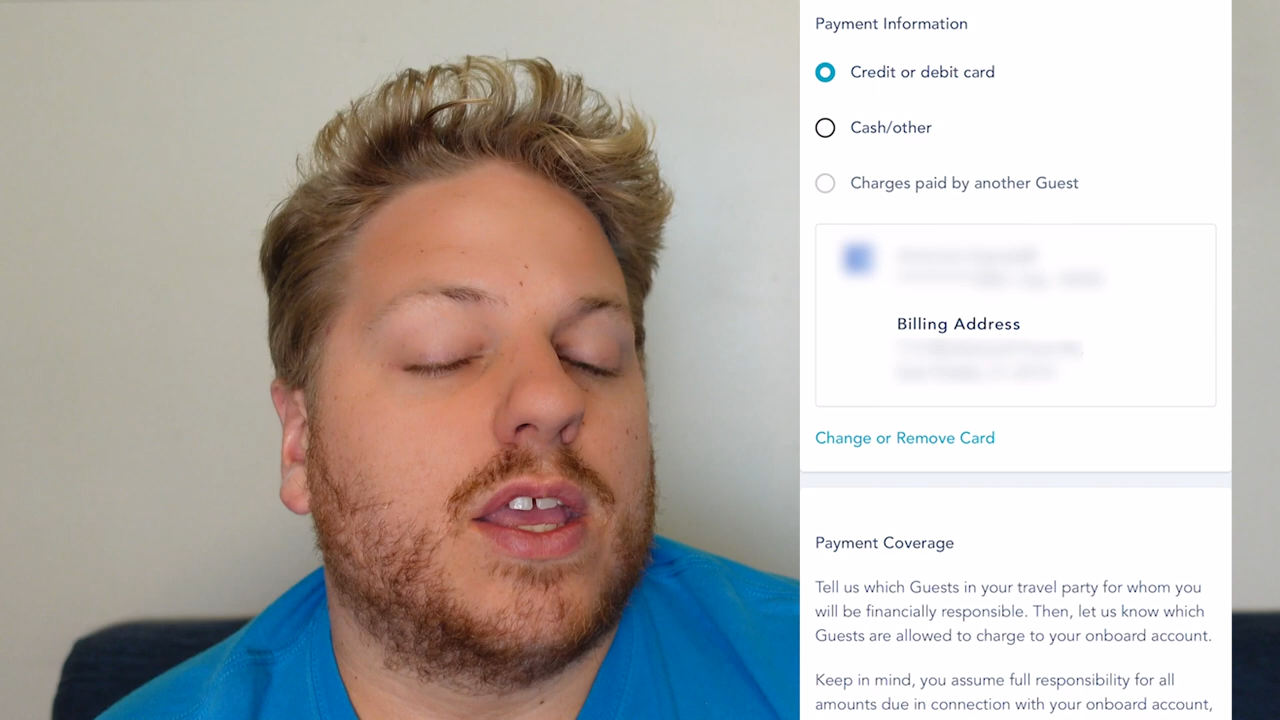 Payment Information
Credit or debit card
Cash/other
Charges paid by another Guest
Billing Address
Change or Remove Card
Payment Coverage
Tell us which Guests in your travel party for whom you
will be financially responsible. Then, let us know which
Guests are allowed to charge to your onboard account.
Keep in mind, you assume full responsibility for all
amounts due in connection with your onboard account,